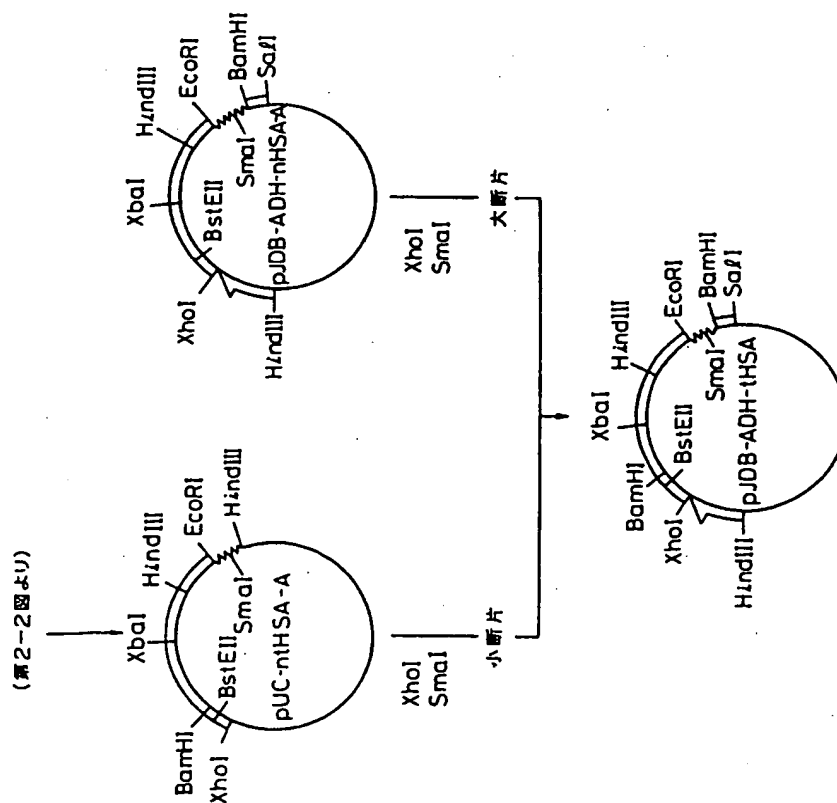 (第2-2図より)
XbaI
HindIII
EcoRI
BamHI
BstEII
SmaI
HindIII
XhoI
pUC-ntHSA-A
XhoI
SmaI
小断片
XbaI
HindIII
EcoRI
BstEII
SmaI
BamHI
SalI
XhoI
pJDB-ADH-nHSA-A
HindIII
XhoI
SmaI
大断片
XbaI
HindIII
EcoRI
BamHI
BstEII
SmaI
BamHI
SalI
XhoI
pJDB-ADH-tHSA
HindIII